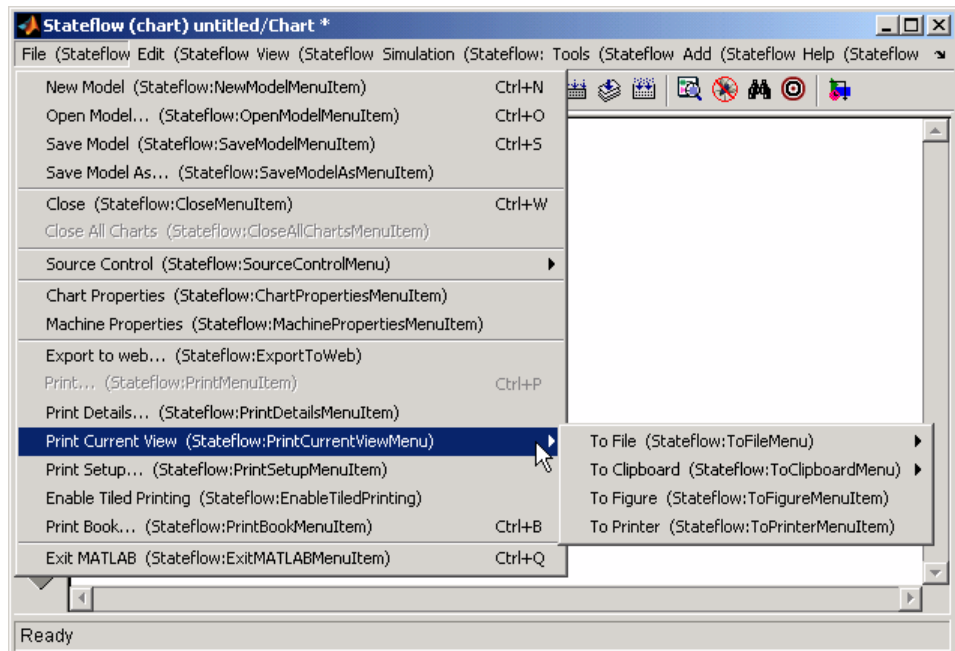 Stateflow (chart) untitled/Chart *
File (Stateflow Edit (Stateflow View (Stateflow Simulation (Stateflow: Tools (Stateflow Add (Stateflow Help (Stateflow
New Model (Stateflow:NewModelMenuItem) Ctrl+N
Open Model... (Stateflow:OpenModelMenuItem) Ctrl+O
Save Model (Stateflow:SaveModelMenuItem) Ctrl+S
Save Model As... (Stateflow:SaveModelAsMenuItem)
Close (Stateflow:CloseMenuItem) Ctrl+W
Close All Charts (Stateflow:CloseAllChartsMenuItem)
Source Control (Stateflow:SourceControlMenu)
Chart Properties (Stateflow:ChartPropertiesMenuItem)
Machine Properties (Stateflow:MachinePropertiesMenuItem)
Export to web... (Stateflow:ExportToWeb)
Print... (Stateflow:PrintMenuItem) Ctrl+P
Print Details... (Stateflow:PrintDetailsMenuItem)
Print Current View (Stateflow:PrintCurrentViewMenu)
To File (Stateflow:ToFileMenu)
Print Setup... (Stateflow:PrintSetupMenuItem)
To Clipboard (Stateflow:ToClipboardMenu)
Enable Tiled Printing (Stateflow:EnableTiledPrinting)
To Figure (Stateflow:ToFigureMenuItem)
Print Book... (Stateflow:PrintBookMenuItem) Ctrl+B
To Printer (Stateflow:ToPrinterMenuItem)
Exit MATLAB (Stateflow:ExitMATLABMenuItem) Ctrl+Q
Ready